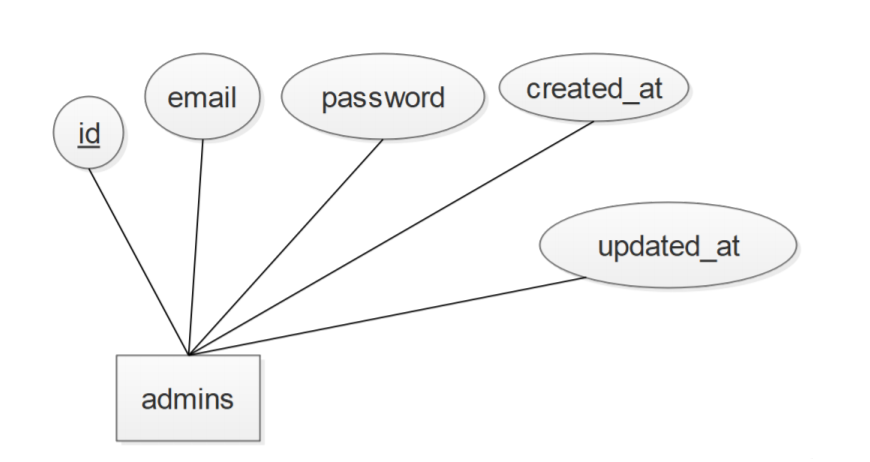 id
email
password
created_at
updated_at
admins